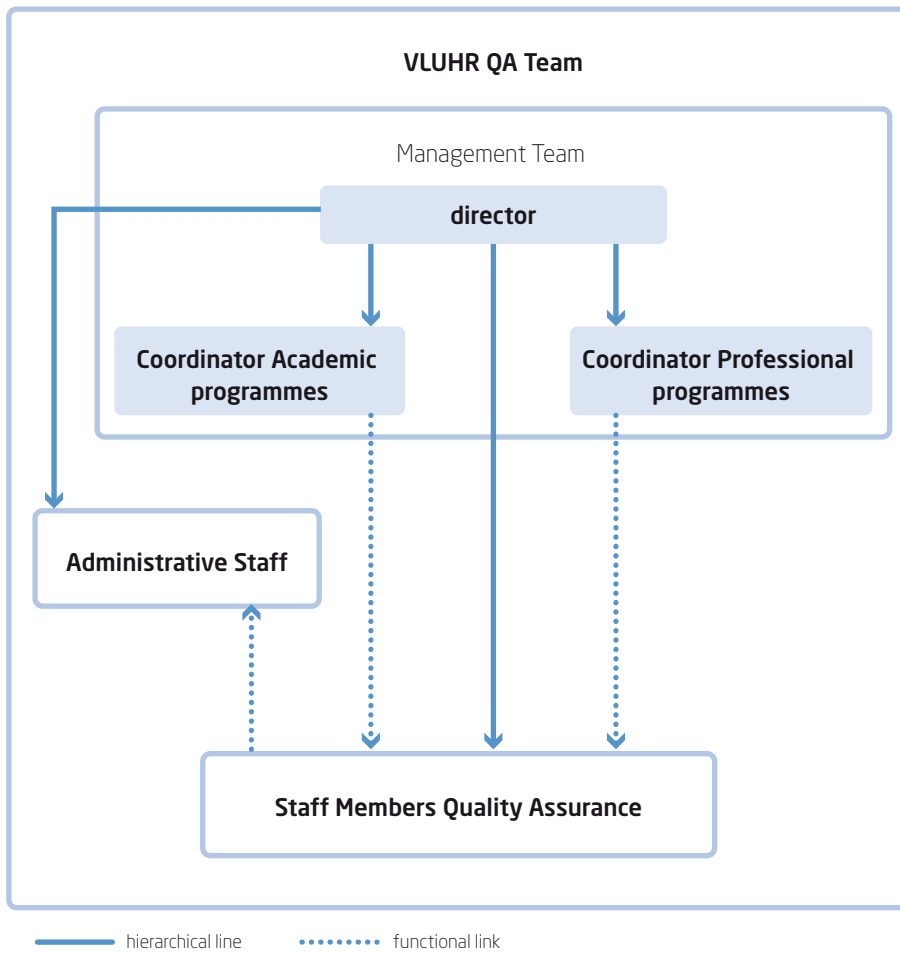 VLUHR QA Team
Management Team
director
Coordinator Academic
programmes
Coordinator Professional
programmes
Administrative Staff
Staff Members Quality Assurance
hierarchical line
functional link